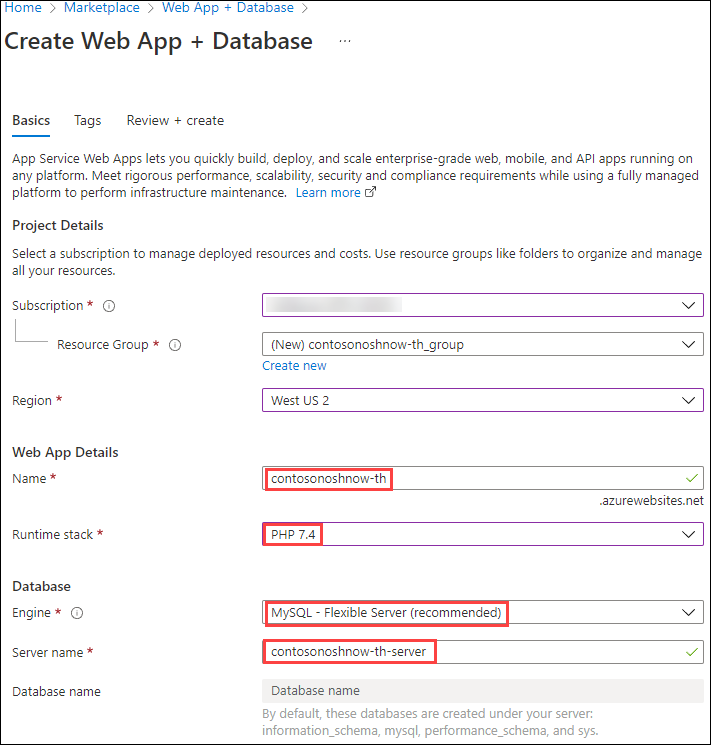 Home > Marketplace > Web App + Database >
Create Web App + Database ...
Basics Tags Review + create
App Service Web Apps lets you quickly build, deploy, and scale enterprise-grade web, mobile, and API apps running on
any platform. Meet rigorous performance, scalability, security and compliance requirements while using a fully managed
platform to perform infrastructure maintenance. Learn more
Project Details
Select a subscription to manage deployed resources and costs. Use resource groups like folders to organize and manage
all your resources.
Subscription *
Resource Group * (New) contosonoshnow-th_group
Create new
Region * West US 2
Web App Details
Name * contosonoshnow-th
.azurewebsites.net
Runtime stack * PHP 7.4
Database
Engine * MySQL - Flexible Server (recommended)
Server name * contosonoshnow-th-server
Database name Database name
By default, these databases are created under your server:
information_schema, mysql, performance_schema, and sys.